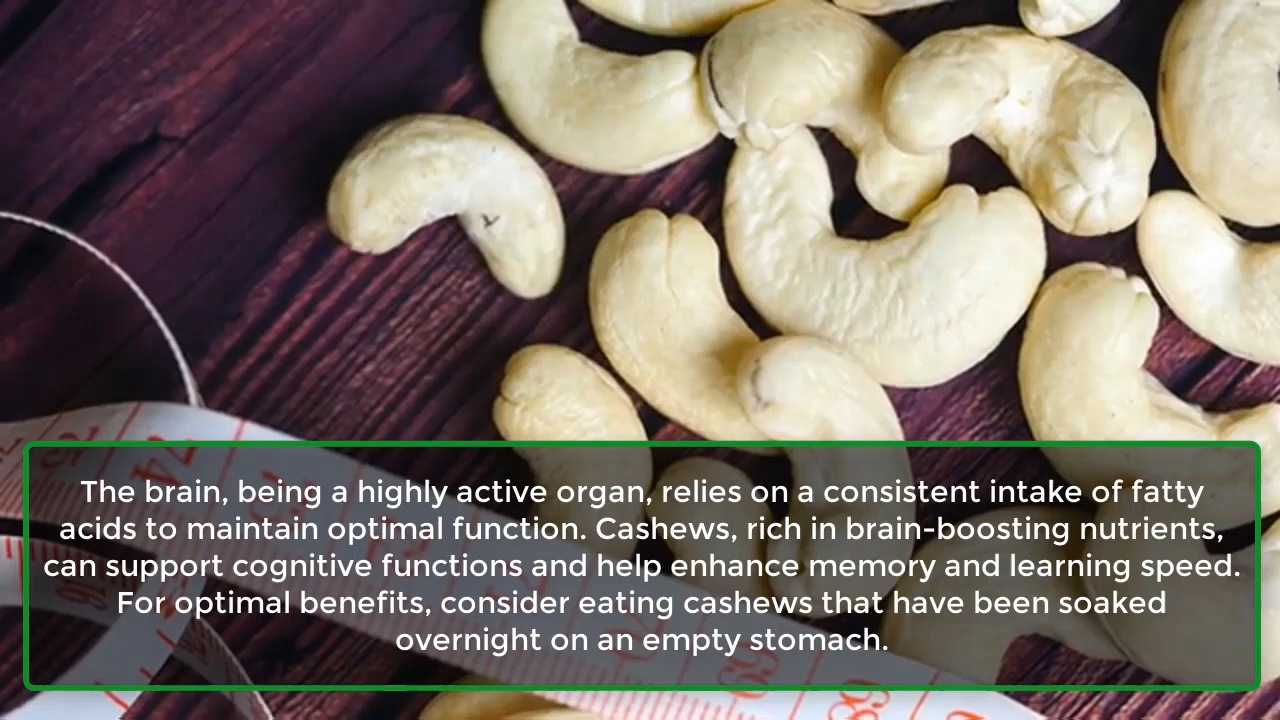 The brain, being a highly active organ, relies on a consistent intake of fatty
acids to maintain optimal function. Cashews, rich in brain-boosting nutrients,
can support cognitive functions and help enhance memory and learning speed.
For optimal benefits, consider eating cashews that have been soaked
overnight on an empty stomach.
74